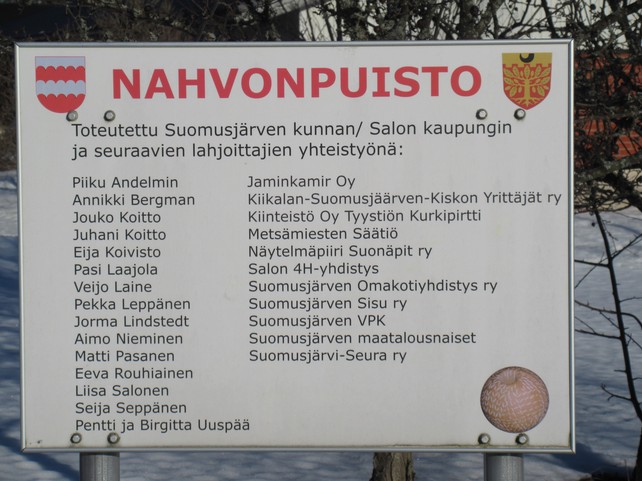 NAHVONPUISTO
Toteutettu Suomusjärven kunnan/ Salon kaupungin
ja seuraavien lahjoittajien yhteistyönä:
Piiku Andelmin
Annikki Bergman
Jouko Koitto
Juhani Koitto
Eija Koivisto
Pasi Laajola
Veijo Laine
Pekka Leppänen
Jorma Lindstedt
Aimo Nieminen
Matti Pasanen
Eeva Rouhiainen
Liisa Salonen
Seija Seppänen
Pentti ja Birgitta Uuspää
Jaminkamir Oy
Kiikalan-Suomusjäärven-Kiskon Yrittäjät ry
Kiinteistö Oy Tyystiön Kurkipirtti
Metsämiesten Säätiö
Näytelmäpiiri Suonäpit ry
Salon 4H-yhdistys
Suomusjärven Omakotiyhdistys ry
Suomusjärven Sisu ry
Suomusjärven VPK
Suomusjärven maatalousnaiset
Suomusjärvi-Seura ry